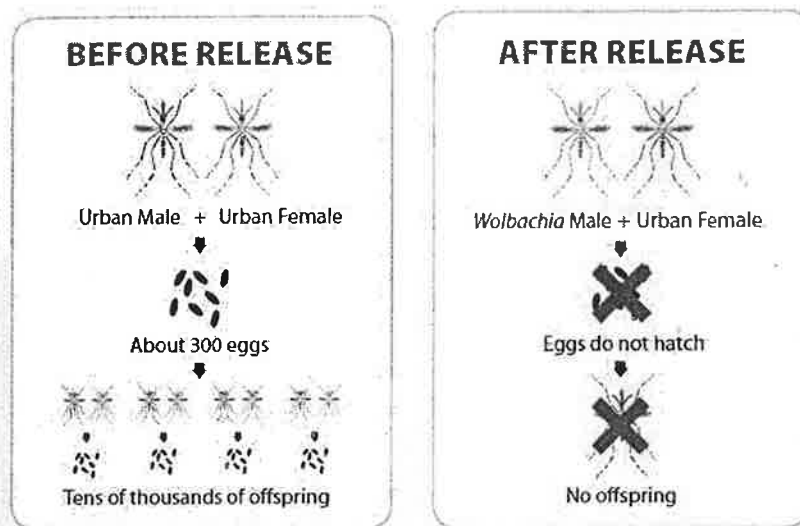 BEFORE RELEASE
Urban Male + Urban Female
About 300 eggs
Tens of thousands of offspring
AFTER RELEASE
Wolbachia Male + Urban Female
Eggs do not hatch
No offspring